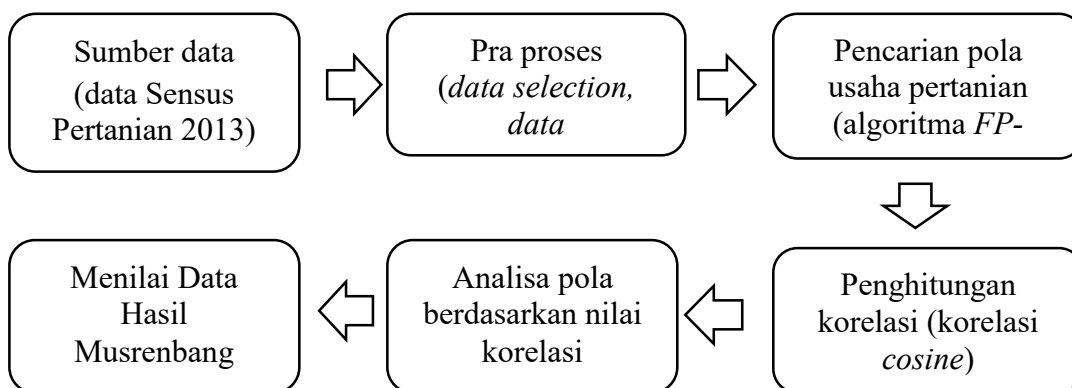 Sumber data
(data Sensus
Pertanian 2013)
Pra proses
(data selection,
data
Pencarian pola
usaha pertanian
(algoritma FP-
Penghitungan
korelasi (korelasi
cosine)
Analisa pola
berdasarkan nilai
korelasi
Menilai Data
Hasil
Musrenbang